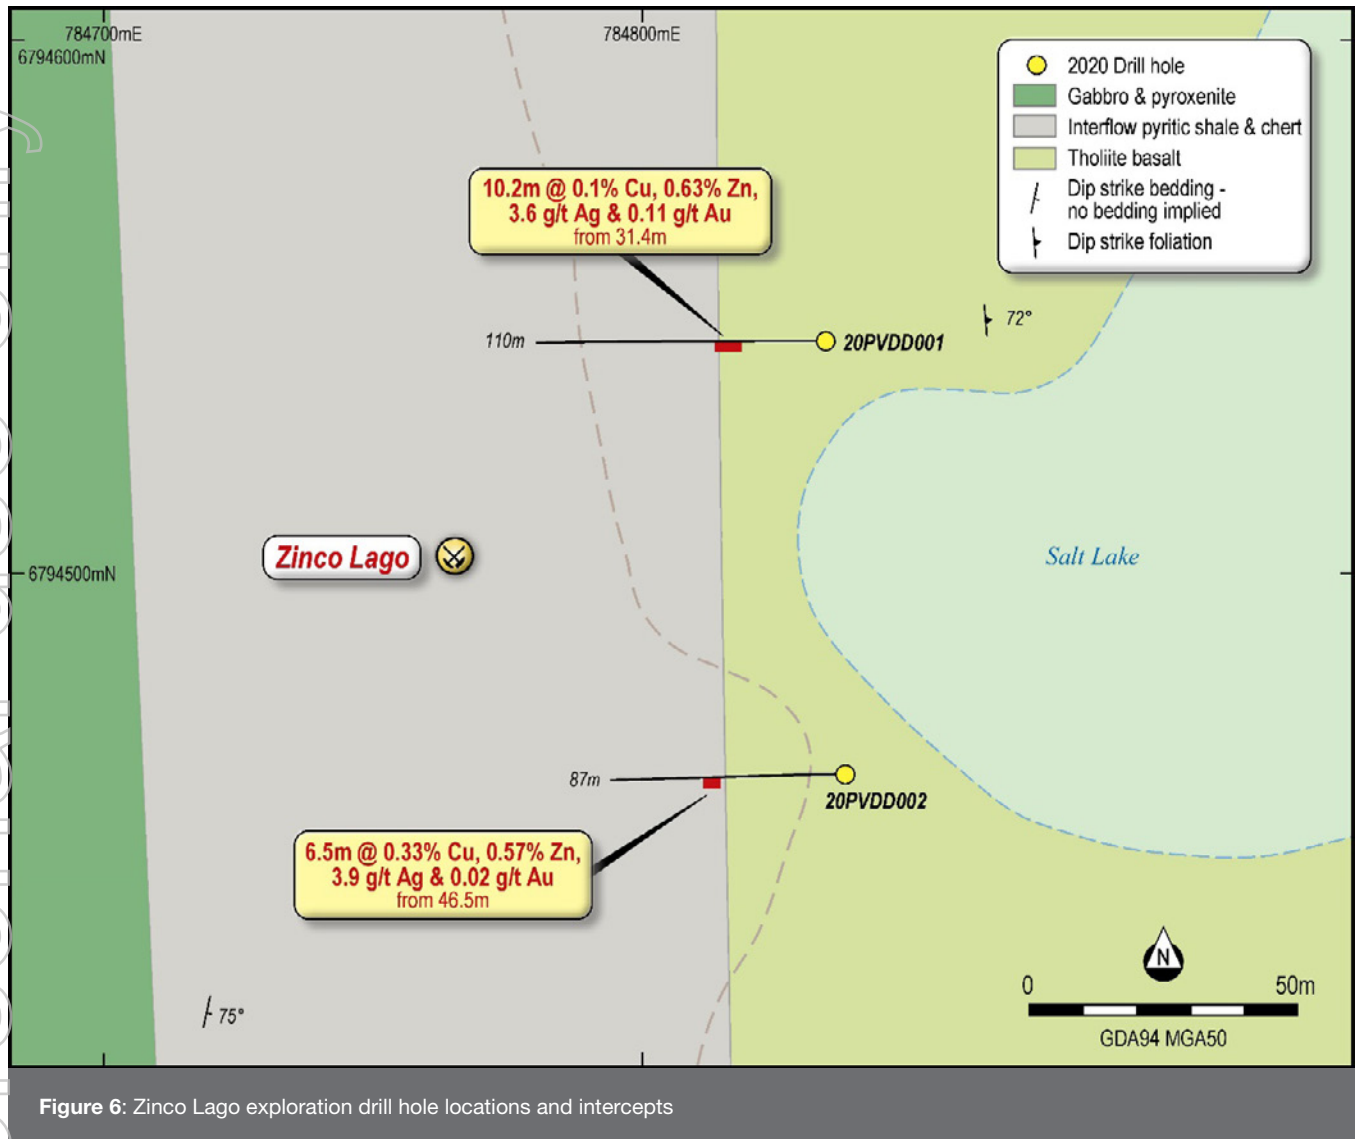 784700mE
784800mE
6794600mN
2020 Drill hole
Gabbro & pyroxenite
Interflow pyritic shale & chert
Tholiite basalt
Dip strike bedding -
no bedding implied
Dip strike foliation
10.2m @ 0.1% Cu, 0.63% Zn,
3.6 g/t Ag & 0.11 g/t Au
from 31.4m
72°
110m
20PVDD001
Zinco Lago
Salt Lake
6794500mN
87m
20PVDD002
6.5m @ 0.33% Cu, 0.57% Zn,
3.9 g/t Ag & 0.02 g/t Au
from 46.5m
N
0 50m
75°
GDA94 MGA50
Figure 6: Zinco Lago exploration drill hole locations and intercepts